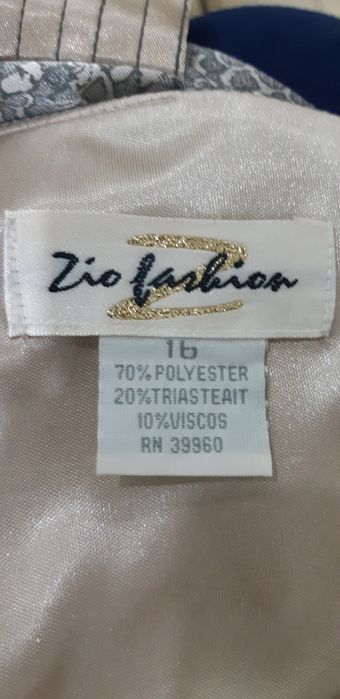 Zio fashion
16
70% POLYESTER
20%TRIASTEAIT
10%VISCOS
RN 39960